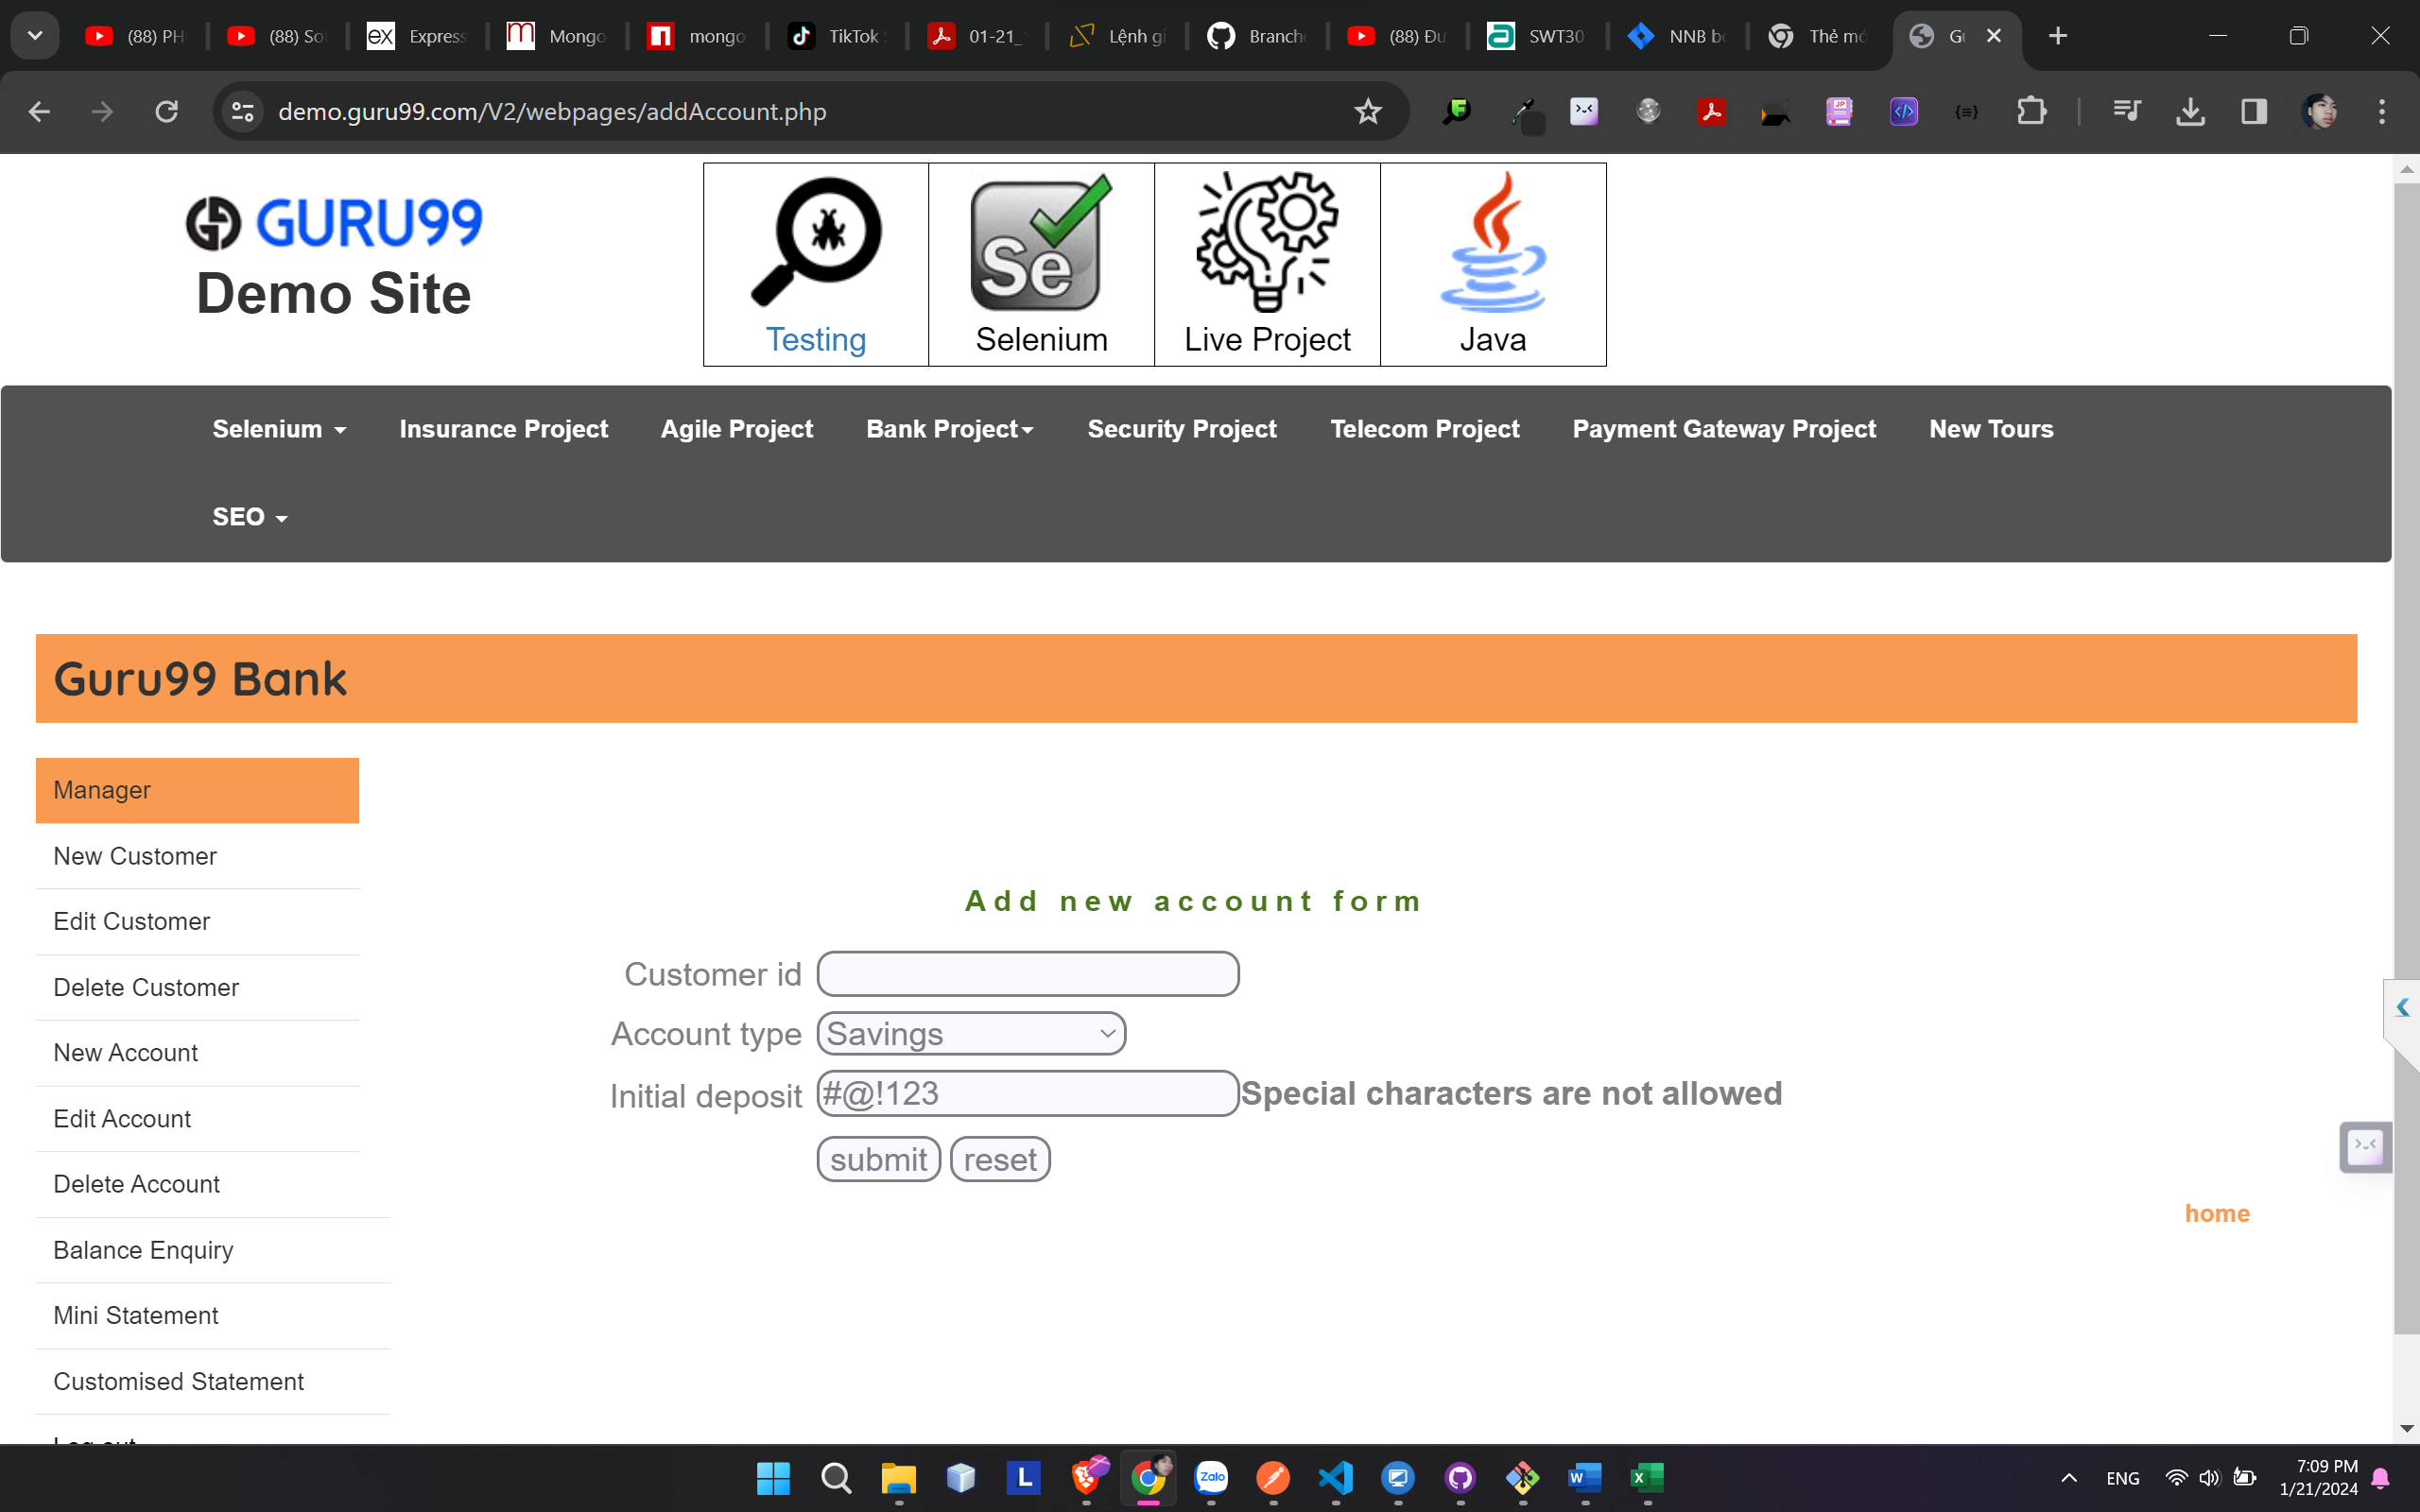 (88) PH
(88) So
Express
Mongo
mongo
TikTok
01-21_
Lệnh gi
Branch
(88) Đư
SWT30
NNB b
Thẻ mớ
G
demo.guru99.com/V2/webpages/addAccount.php
GURU99
Demo Site
Testing
Selenium
Live Project
Java
Selenium
Insurance Project
Agile Project
Bank Project
Security Project
Telecom Project
Payment Gateway Project
New Tours
SEO
Guru99 Bank
Manager
New Customer
Edit Customer
Delete Customer
New Account
Edit Account
Delete Account
Balance Enquiry
Mini Statement
Customised Statement
Log out
Add new account form
Customer id
Account type Savings
Initial deposit #@!123 Special characters are not allowed
submit reset
home
ENG
7:09 PM
1/21/2024